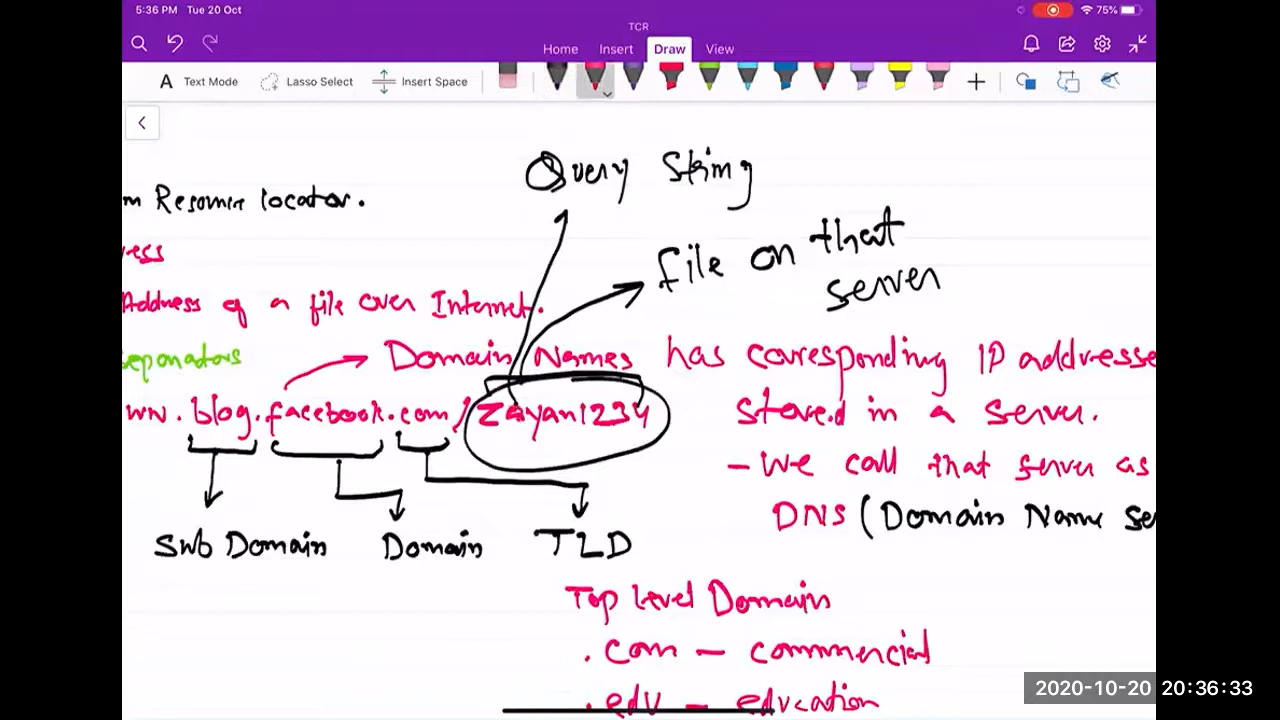 5:36 PM Tue 20 Oct
75%
TCR
Home Insert Draw View
A Text Mode Lasso Select Insert Space
Query String
m Resource locator.
file on that
server
ress
Address of a file over Internet.
seperators
Domain Names has corresponding IP addresse
ww.blog.facebook.com/Zayan1234
stored in a server.
- We call that server as
DNS (Domain Name se
Sub Domain Domain TLD
Top Level Domain
.com - commercial
.edu - education
2020-10-20 20:36:33